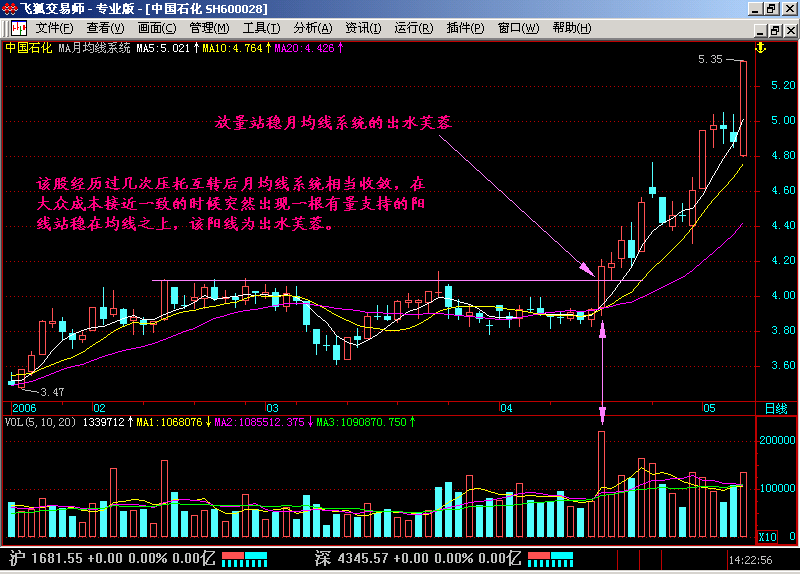 飞狐交易师 - 专业版 - [中国石化 SH600028]
文件(F) 查看(V) 画面(C) 管理(M) 工具(T) 分析(A) 资讯(I) 运行(R) 插件(P) 窗口(W) 帮助(H)
中国石化 MA月均线系统 MA5:5.021↑ MA10:4.764↑ MA20:4.426↑
5.35
5.20
放量站稳月均线系统的出水芙蓉
5.00
4.80
该股经历过几次压托互转后月均线系统相当收敛，在
大众成本接近一致的时候突然出现一根有量支持的阳
线站稳在均线之上，该阳线为出水芙蓉。
4.60
4.40
4.20
4.00
3.80
3.60
3.47
2006 02 03 04 05 日线
VOL(5,10,20) 1339712↑ MA1:1068076↓ MA2:1085512.375↓ MA3:1090870.750↑
200000
100000
X10 0
沪 1681.55 +0.00 0.00% 0.00亿 深 4345.57 +0.00 0.00% 0.00亿 14:22:56